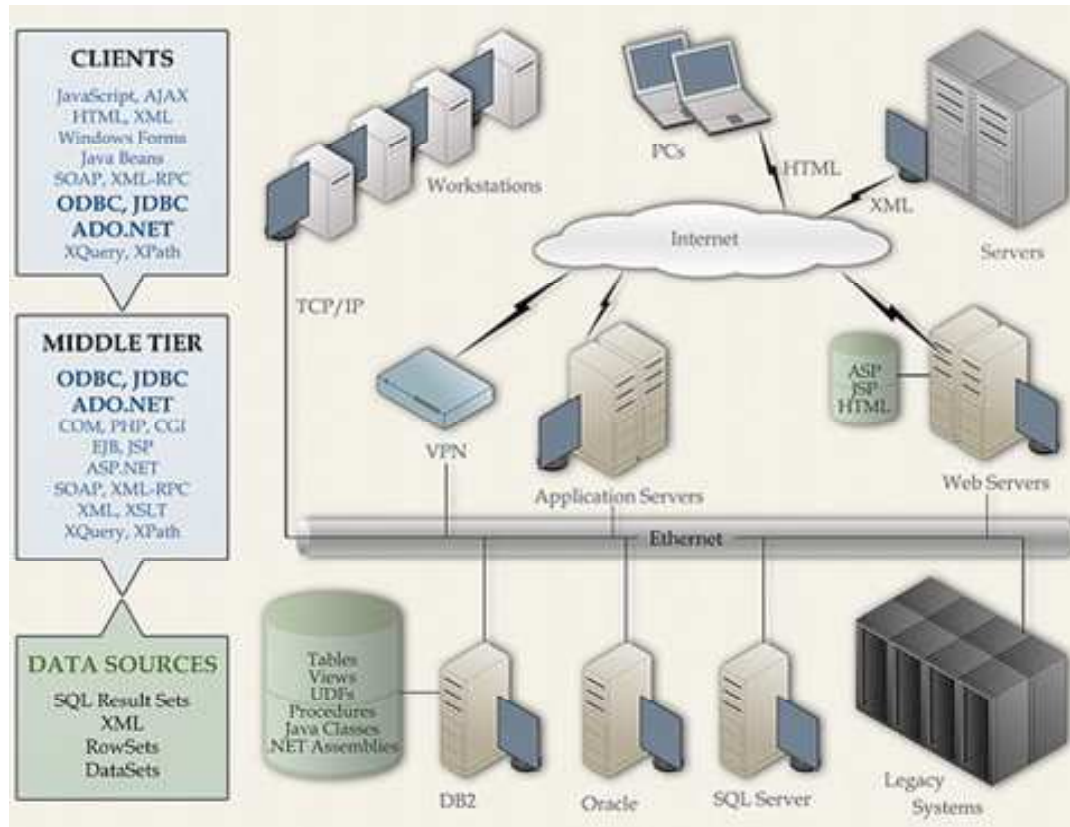 CLIENTS
JavaScript, AJAX
HTML, XML
Windows Forms
Java Beans
SOAP, XML-RPC
ODBC, JDBC
ADO.NET
XQuery, XPath
MIDDLE TIER
ODBC, JDBC
ADO.NET
COM, PHP, CGI
EJB, JSP
ASP.NET
SOAP, XML-RPC
XML, XSLT
XQuery, XPath
DATA SOURCES
SQL Result Sets
XML
RowSets
DataSets
Workstations
PCs
HTML
XML
Servers
Internet
TCP/IP
VPN
Application Servers
ASP
JSP
HTML
Web Servers
Ethernet
Tables
Views
UDFs
Procedures
Java Classes
.NET Assemblies
DB2
Oracle
SQL Server
Legacy
Systems